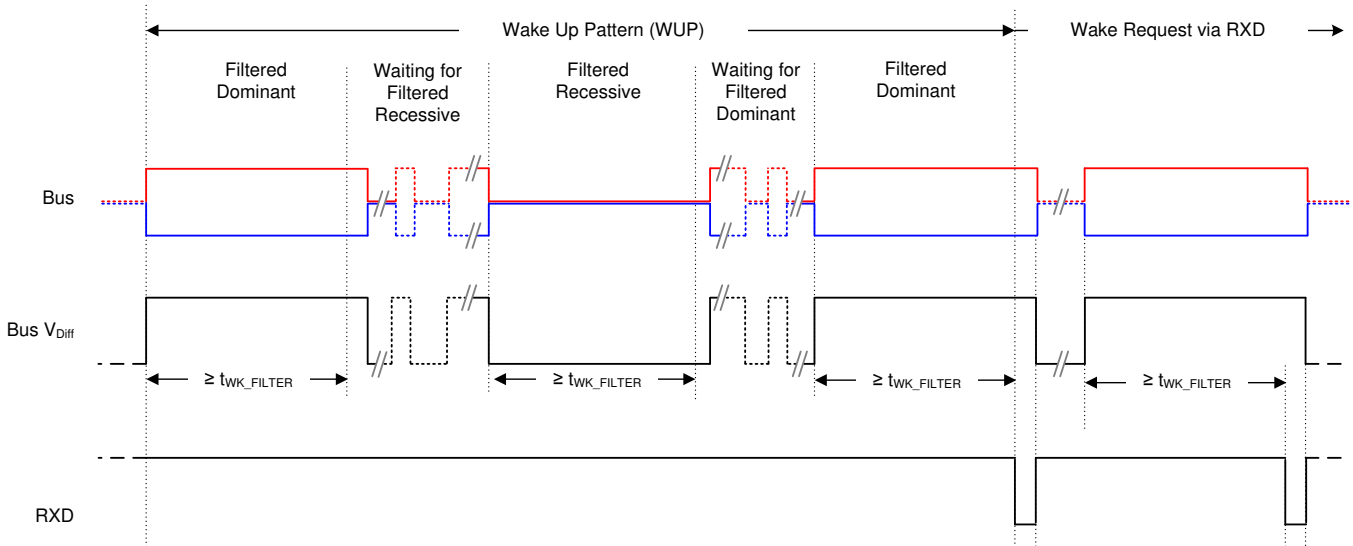 Wake Up Pattern (WUP)
Wake Request via RXD
Filtered
Dominant
Waiting for
Filtered
Recessive
Filtered
Recessive
Waiting for
Filtered
Dominant
Filtered
Dominant
Bus
Bus VDiff
≥ tWK_FILTER
≥ tWK_FILTER
≥ tWK_FILTER
≥ tWK_FILTER
RXD